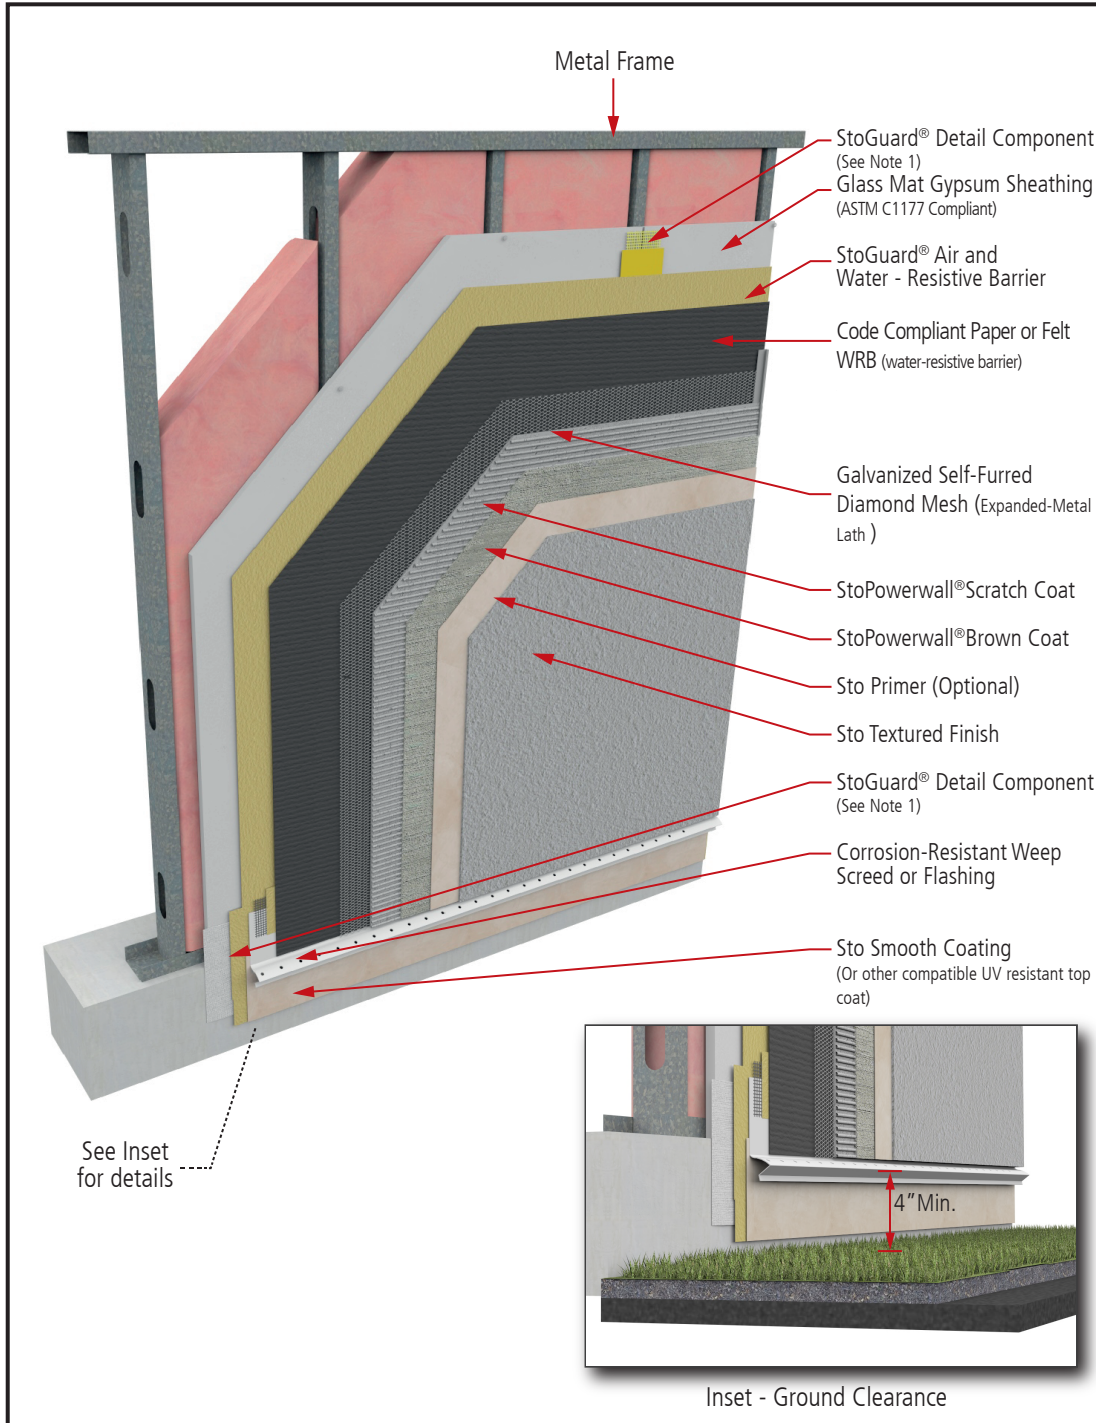 Metal Frame
StoGuard® Detail Component
(See Note 1)
Glass Mat Gypsum Sheathing
(ASTM C1177 Compliant)
StoGuard® Air and
Water - Resistive Barrier
Code Compliant Paper or Felt
WRB (water-resistive barrier)
Galvanized Self-Furred
Diamond Mesh (Expanded-Metal
Lath )
StoPowerwall® Scratch Coat
StoPowerwall® Brown Coat
Sto Primer (Optional)
Sto Textured Finish
StoGuard® Detail Component
(See Note 1)
Corrosion-Resistant Weep
Screed or Flashing
Sto Smooth Coating
(Or other compatible UV resistant top
coat)
See Inset
for details
4” Min.
Inset - Ground Clearance